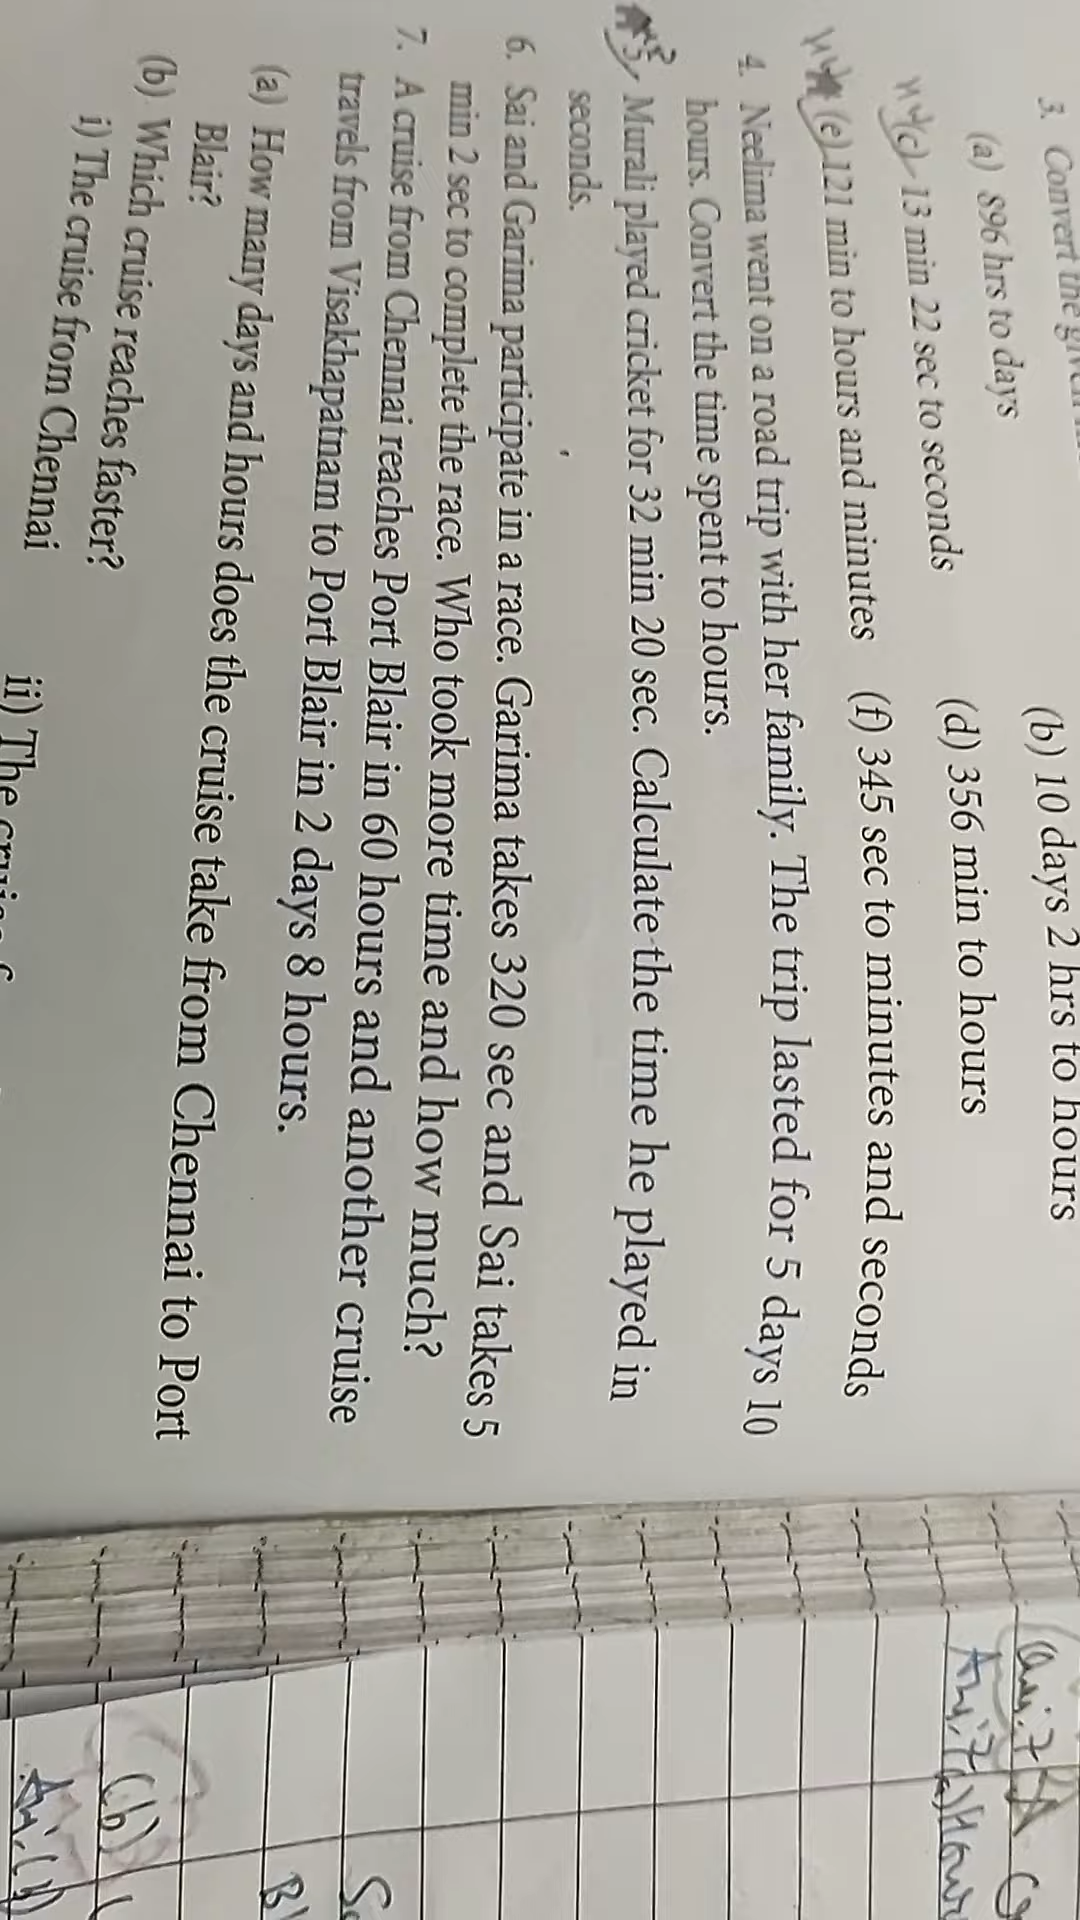 3. Convert the
(a) 896 hrs to days (b) 10 days 2 hrs to hours
(c) 13 min 22 sec to seconds (d) 356 min to hours
(e) 121 min to hours and minutes (f) 345 sec to minutes and seconds
4. Neelima went on a road trip with her family. The trip lasted for 5 days 10
hours. Convert the time spent to hours.
5. Murali played cricket for 32 min 20 sec. Calculate the time he played in
seconds.
6. Sai and Garima participate in a race. Garima takes 320 sec and Sai takes 5
min 2 sec to complete the race. Who took more time and how much?
7. A cruise from Chennai reaches Port Blair in 60 hours and another cruise
travels from Visakhapatnam to Port Blair in 2 days 8 hours.
(a) How many days and hours does the cruise take from Chennai to Port
Blair?
(b) Which cruise reaches faster?
i) The cruise from Chennai ii) The cruise
(b)